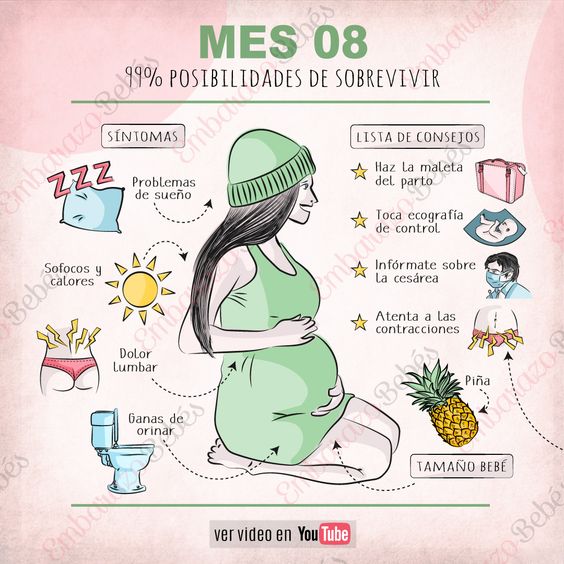 MES 08
99% POSIBILIDADES DE SOBREVIVIR
SÍNTOMAS
Problemas
de sueño
Sofocos y
calores
Dolor
Lumbar
Ganas de
orinar
LISTA DE CONSEJOS
Haz la maleta
del parto
Toca ecografía
de control
Infórmate sobre
la cesárea
Atenta a las
contracciones
Piña
TAMAÑO BEBÉ
ver video en YouTube
Embarazo Bebés